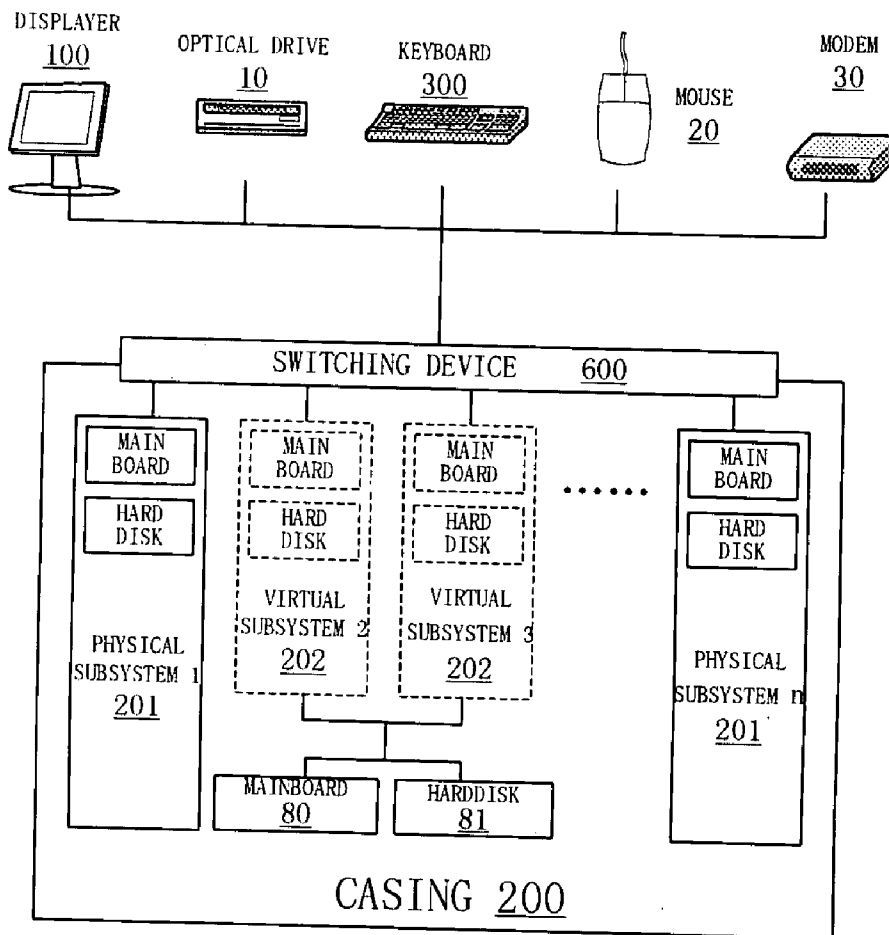 DISPLAYER
100
OPTICAL DRIVE
10
KEYBOARD
300
MOUSE
20
MODEM
30
SWITCHING DEVICE 600
MAIN
BOARD
HARD
DISK
PHYSICAL
SUBSYSTEM 1
201
MAIN
BOARD
HARD
DISK
VIRTUAL
SUBSYSTEM 2
202
MAIN
BOARD
HARD
DISK
VIRTUAL
SUBSYSTEM 3
202
......
MAIN
BOARD
HARD
DISK
PHYSICAL
SUBSYSTEM n
201
MAINBOARD
80
HARDDISK
81
CASING 200